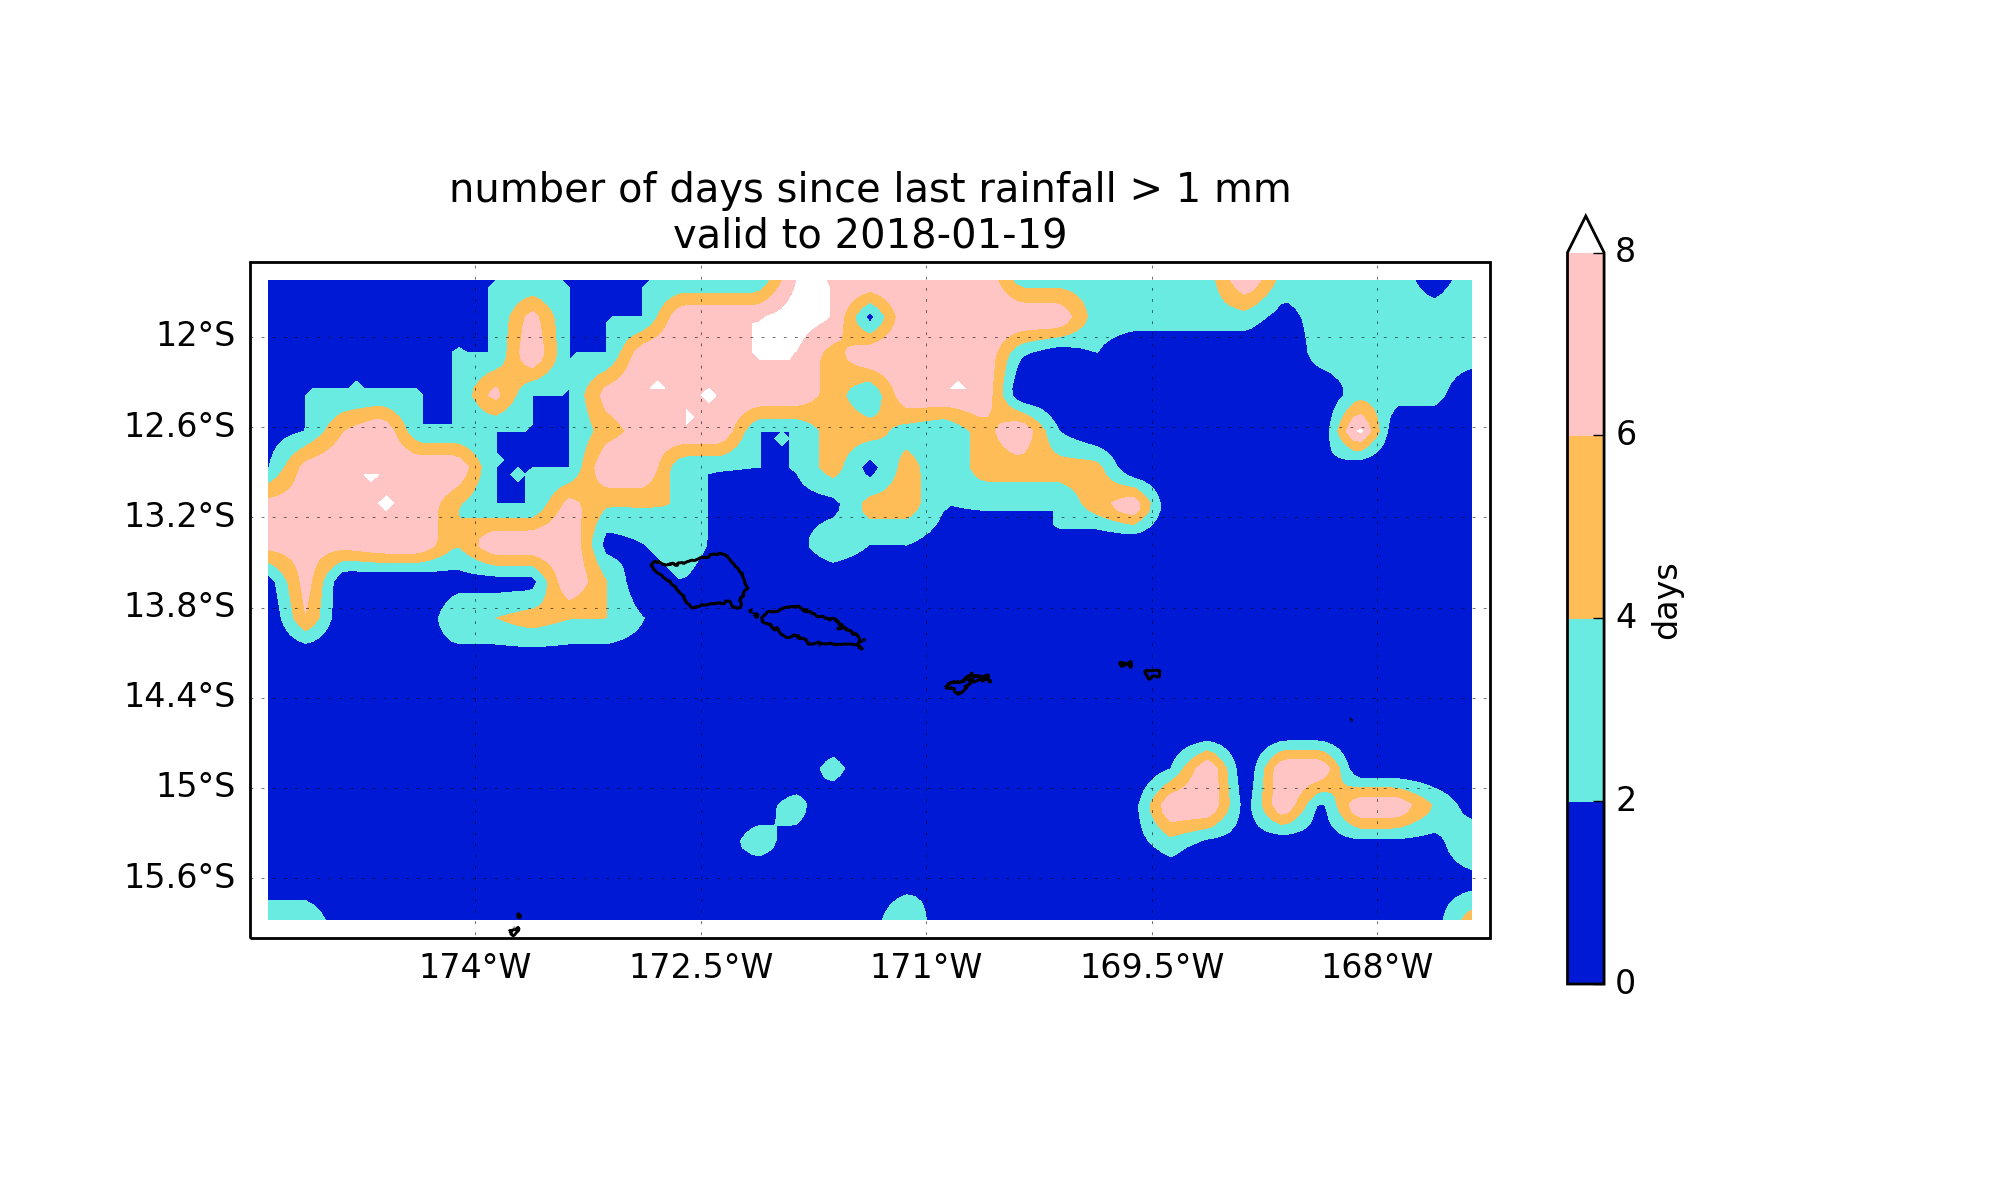 number of days since last rainfall > 1 mm
valid to 2018-01-19
12°S
12.6°S
13.2°S
13.8°S
14.4°S
15°S
15.6°S
174°W
172.5°W
171°W
169.5°W
168°W
8
6
4
2
0
days